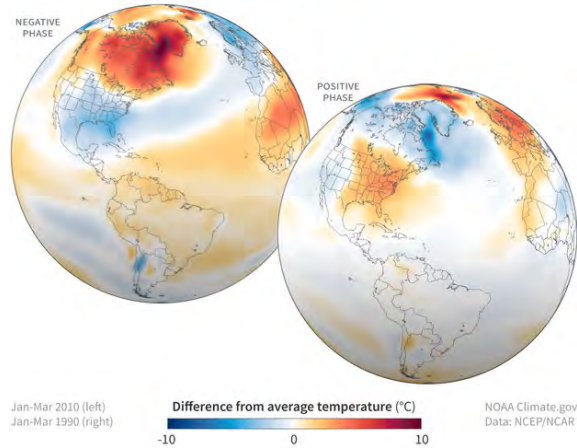 NEGATIVE
PHASE
POSITIVE
PHASE
Jan-Mar 2010 (left)
Jan-Mar 1990 (right)
Difference from average temperature (°C)
-10 0 10
NOAA Climate.gov
Data: NCEP/NCAR